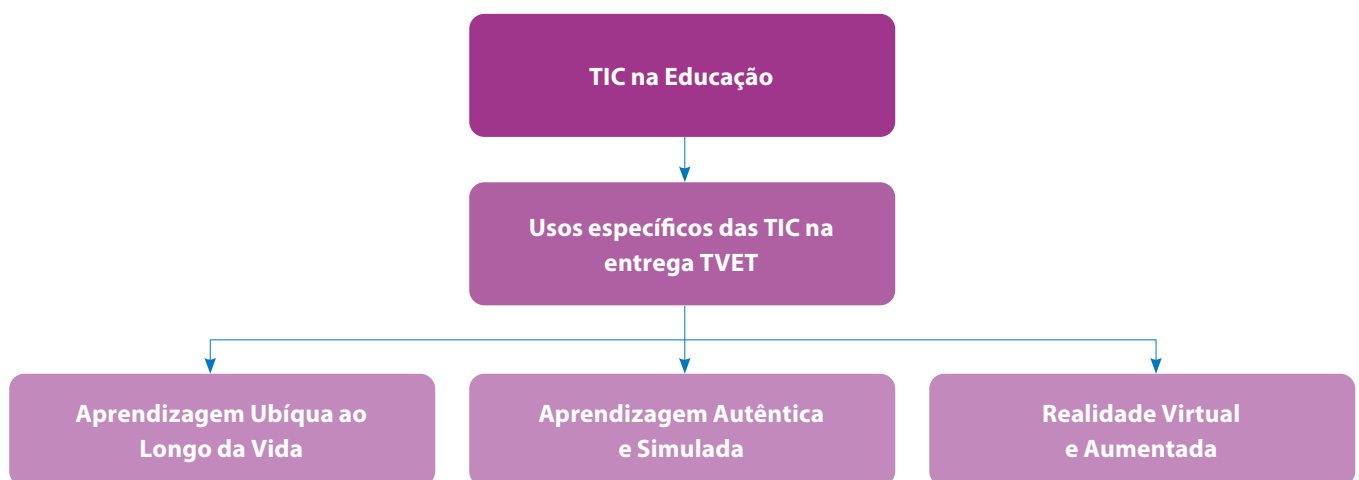 TIC na Educação
Usos específicos das TIC na
entrega TVET
Aprendizagem Ubíqua ao
Longo da Vida
Aprendizagem Autêntica
e Simulada
Realidade Virtual
e Aumentada